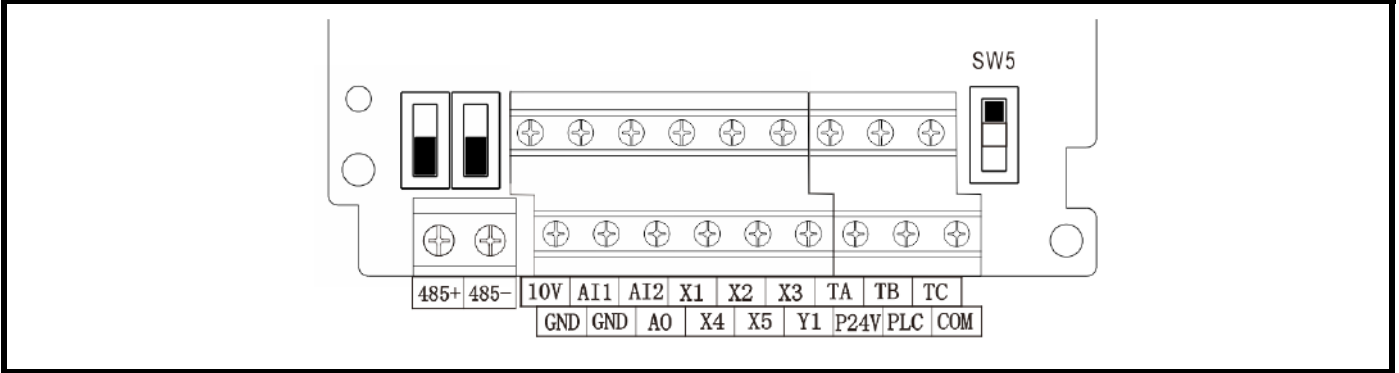 SW5
485+ 485- 10V AI1 AI2 X1 X2 X3 TA TB TC
GND GND AO X4 X5 Y1 P24V PLC COM